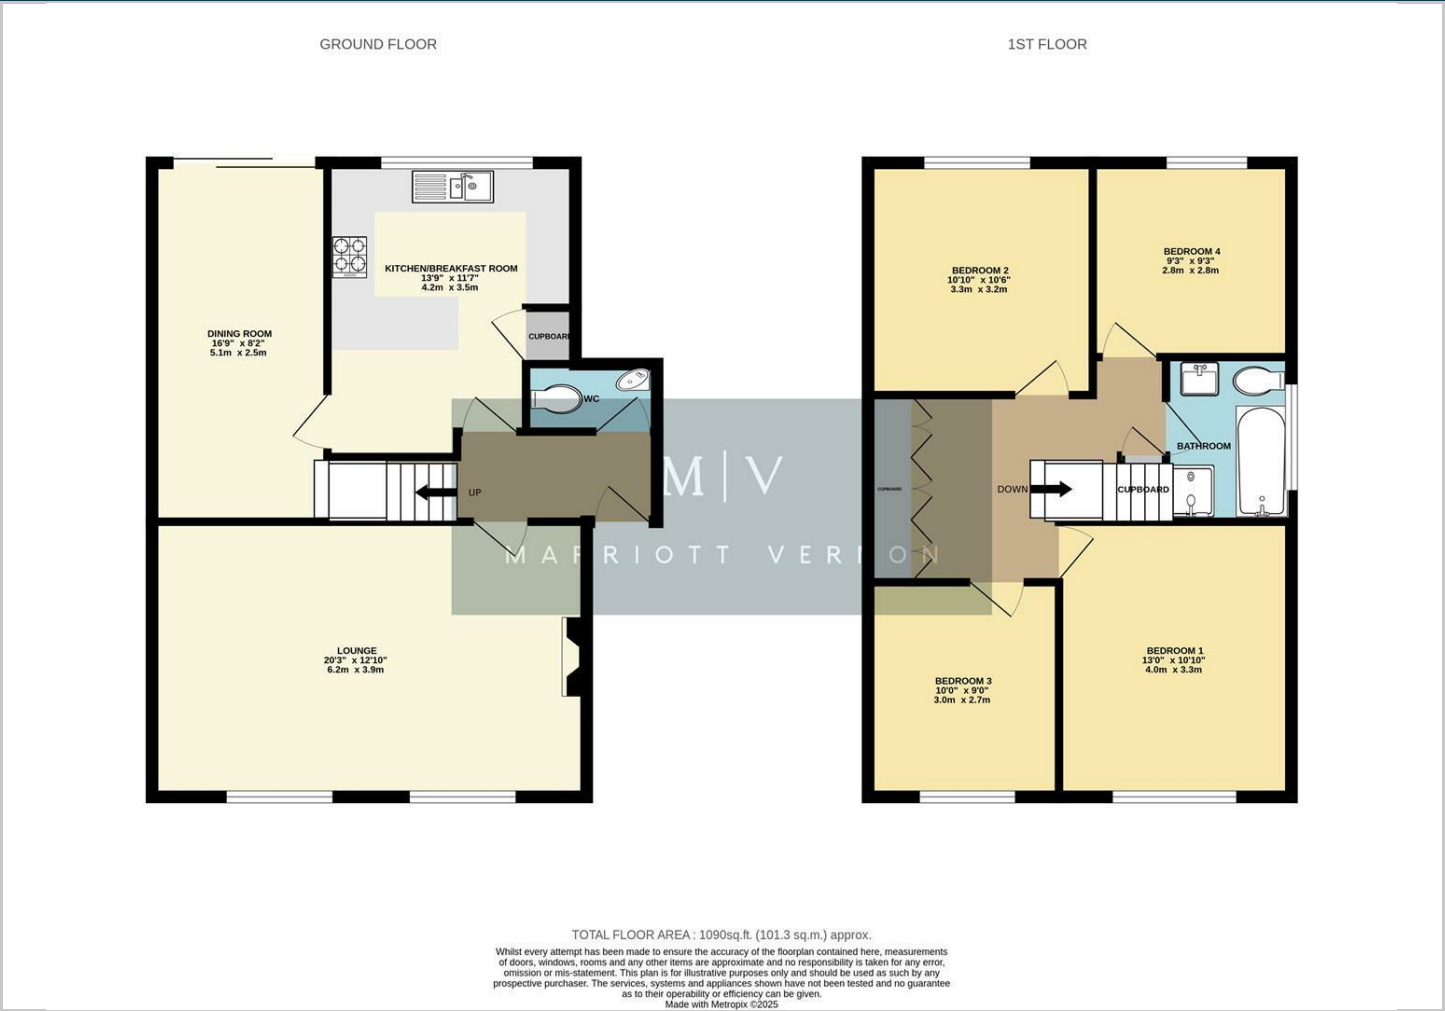 GROUND FLOOR
1ST FLOOR
KITCHEN/BREAKFAST ROOM
13'9" x 11'7"
4.2m x 3.5m
DINING ROOM
16'9" x 8'2"
5.1m x 2.5m
CUPBOARD
WC
UP
LOUNGE
20'3" x 12'10"
6.2m x 3.9m
M|V
MARRIOTT VERNON
BEDROOM 2
10'10" x 10'6"
3.3m x 3.2m
BEDROOM 4
9'3" x 9'3"
2.8m x 2.8m
BATHROOM
CUPBOARD
DOWN
CUPBOARD
BEDROOM 3
10'0" x 9'0"
3.0m x 2.7m
BEDROOM 1
13'0" x 10'10"
4.0m x 3.3m
TOTAL FLOOR AREA : 1090sq.ft. (101.3 sq.m.) approx.
Whilst every attempt has been made to ensure the accuracy of the floorplan contained here, measurements
of doors, windows, rooms and any other items are approximate and no responsibility is taken for any error,
omission or mis-statement. This plan is for illustrative purposes only and should be used as such by any
prospective purchaser. The services, systems and appliances shown have not been tested and no guarantee
as to their operability or efficiency can be given.
Made with Metropix ©2025